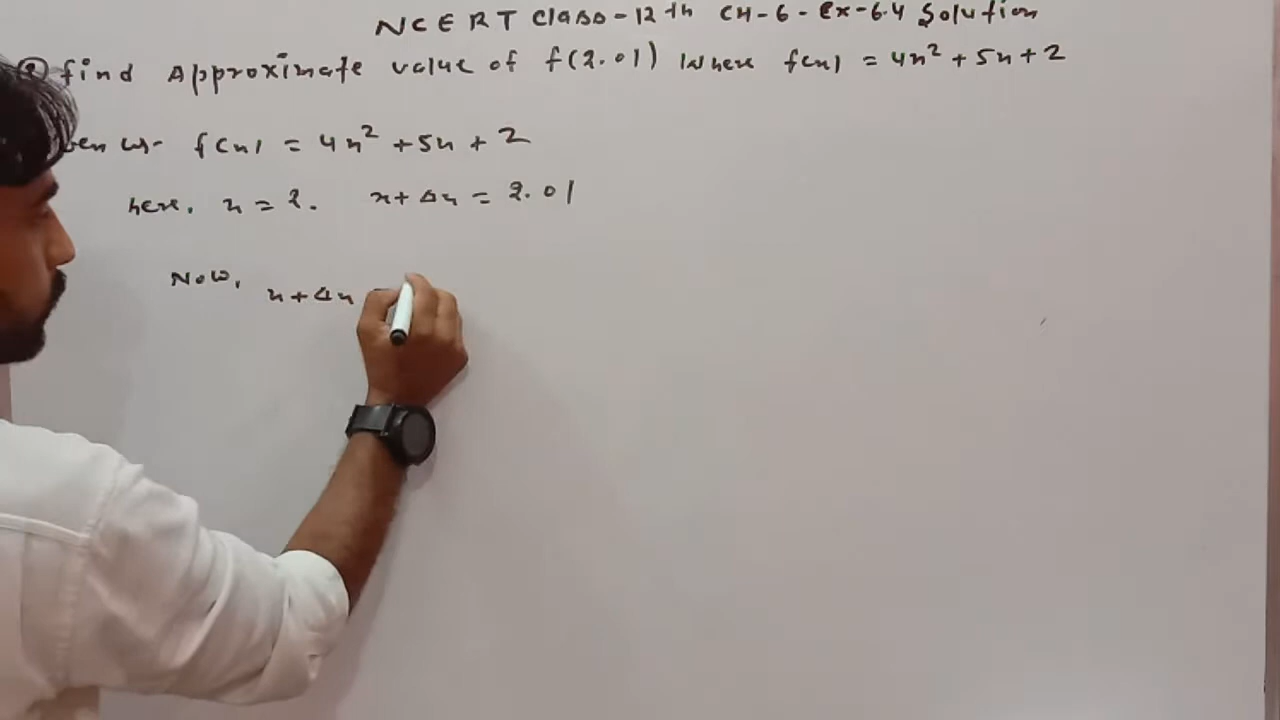 NCERT Class-12th CH-6-Ex-6.4 Solution
② find Approximate value of f(2.01) Where f(x) = 4x² + 5x + 2
f(x) = 4x² + 5x + 2
here, x = 2. x + Δx = 2.01
Now, x + Δx